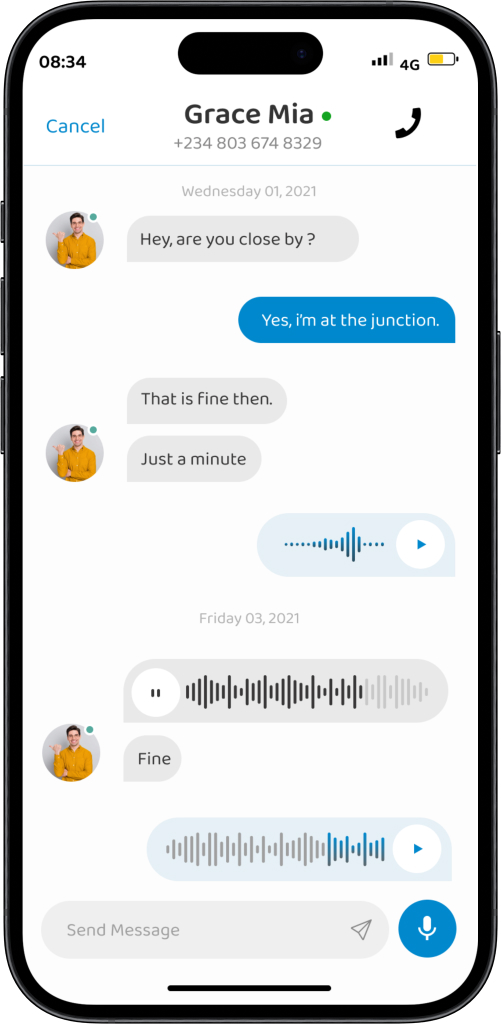 08:34
4G
Cancel
Grace Mia
+234 803 674 8329
Wednesday 01, 2021
Hey, are you close by ?
Yes, i'm at the junction.
That is fine then.
Just a minute
Friday 03, 2021
Fine
Send Message